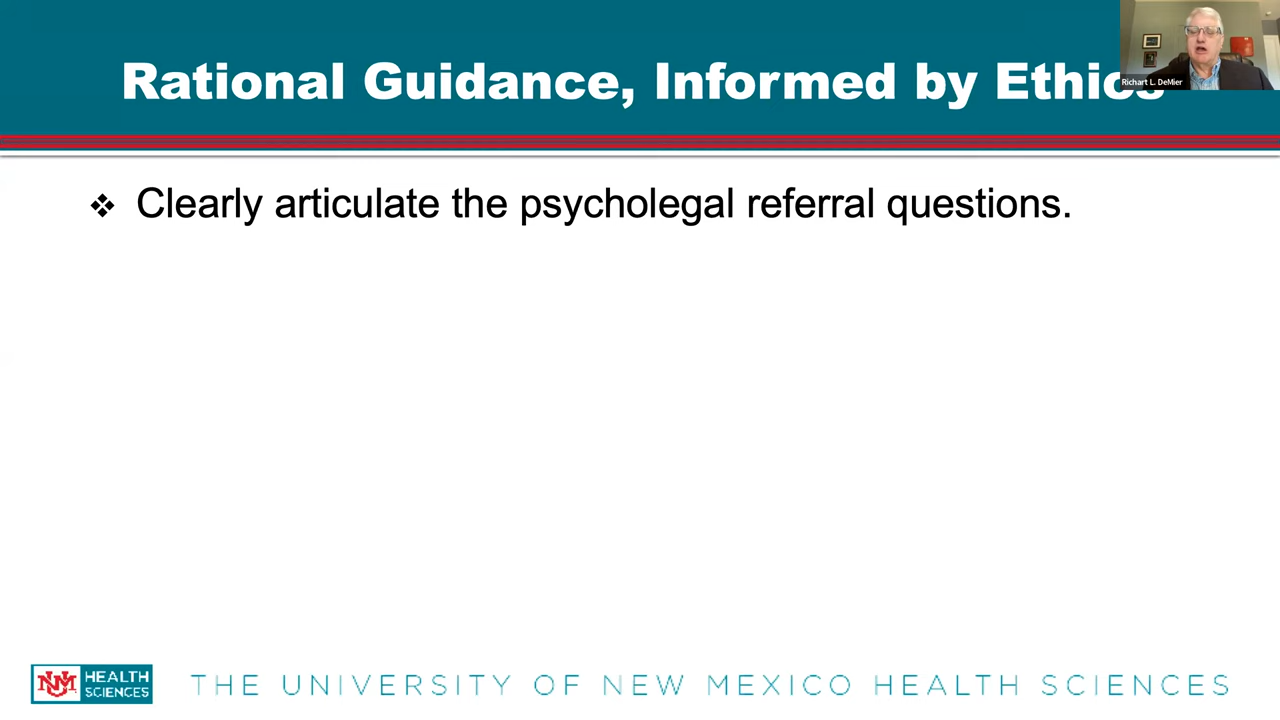 Rational Guidance, Informed by Ethics
Richart L. DeMier
❖ Clearly articulate the psycholegal referral questions.
UNM HEALTH SCIENCES
THE UNIVERSITY OF NEW MEXICO HEALTH SCIENCES